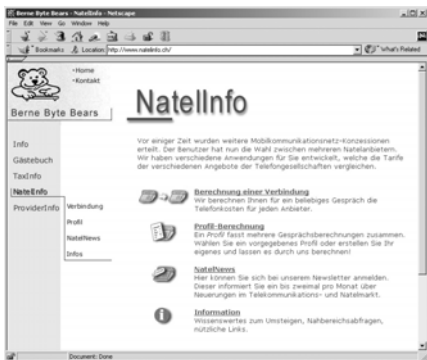 Berne Byte Bears - NatelInfo - Netscape
File Edit View Go Window Help
Bookmarks Location: http://www.natelinfo.ch/ What's Related
-Home
-Kontakt
Berne Byte Bears
NatelInfo
Info
Gästebuch
TaxInfo
NatelInfo
ProviderInfo
Verbindung
Profil
NatelNews
Infos
Vor einiger Zeit wurden weitere Mobilkommunikationsnetz-Konzessionen
erteilt. Der Benutzer hat nun die Wahl zwischen mehreren Natelanbietern.
Wir haben verschiedene Anwendungen für Sie entwickelt, welche die Tarife
der verschiedenen Angebote der Telefongesellschaften vergleichen.
Berechnung einer Verbindung
Wir berechnen Ihnen für ein beliebiges Gespräch die
Telefonkosten für jeden Anbieter.
Profil-Berechnung
Ein Profil fasst mehrere Gesprächsberechnungen zusammen.
Wählen Sie ein vorgegebenes Profil oder erstellen Sie Ihr
eigenes und lassen es durch uns berechnen!
NatelNews
Hier können Sie sich bei unserem Newsletter anmelden.
Dieser informiert Sie ein bis zweimal pro Monat über
Neuerungen im Telekommunikations- und Natelmarkt.
Information
Wissenswertes zum Umsteigen, Nahbereichsabfragen,
nützliche Links.
Document: Done